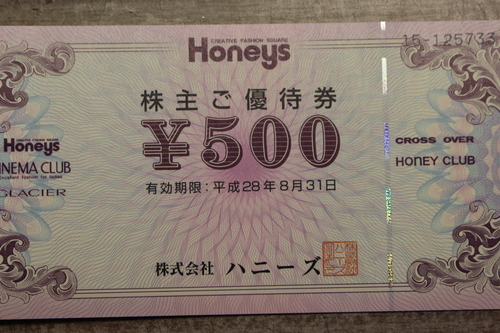 CREATIVE FASHION SQUARE
Honeys
15-125733
株主ご優待券
¥500
有効期限:平成28年8月31日
Honeys
INEMA CLUB
GLACIER
CROSS OVER
HONEY CLUB
株式会社 ハニーズ